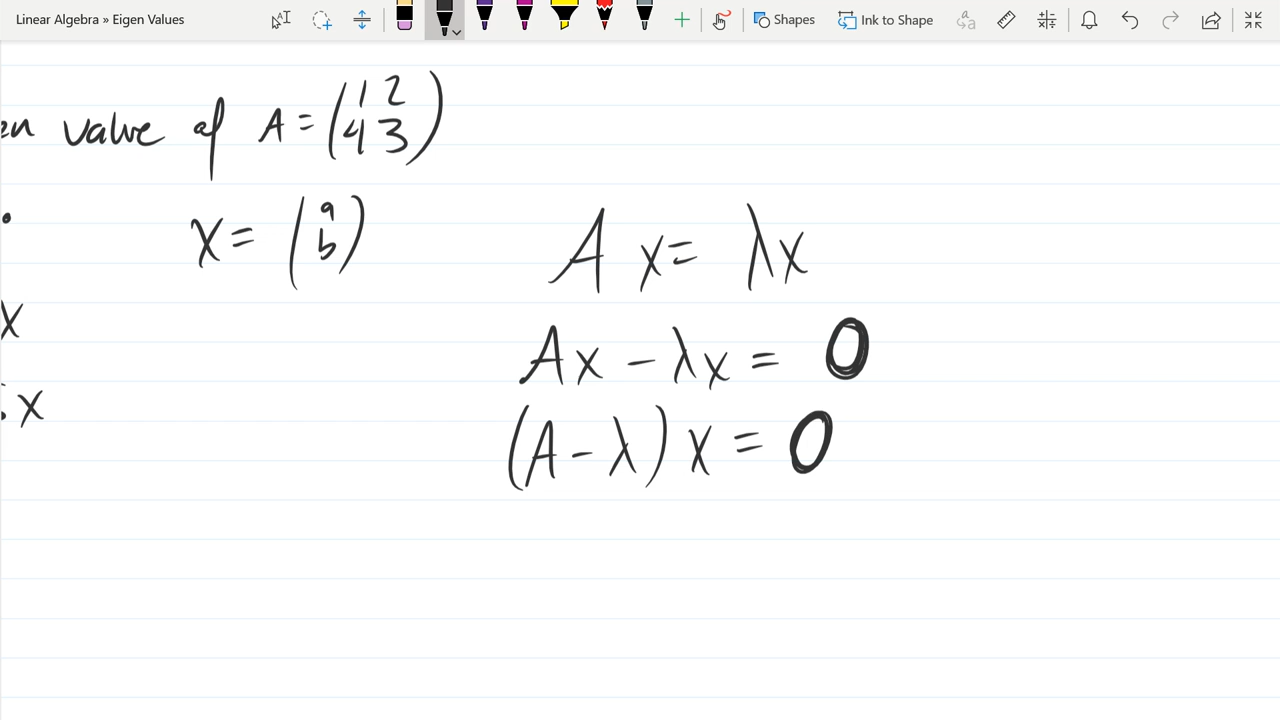 Linear Algebra » Eigen Values
Shapes
Ink to Shape
en value of A = (1 2
4 3)
x = (a
b)
A x = λx
x
Ax - λx = 0
x
(A - λ) x = 0